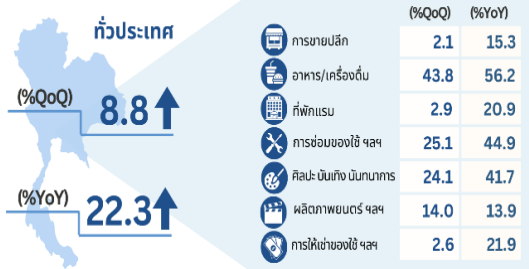 ทั่วประเทศ
(%QoQ)
8.8
(%YoY)
22.3
(%QoQ) (%YoY)
การขายปลีก 2.1 15.3
อาหาร/เครื่องดื่ม 43.8 56.2
ที่พักแรม 2.9 20.9
การซ่อมของใช้ ฯลฯ 25.1 44.9
ศิลปะ บันเทิง นันทนาการ 24.1 41.7
ผลิตภาพยนตร์ ฯลฯ 14.0 13.9
การให้เช่าของใช้ ฯลฯ 2.6 21.9